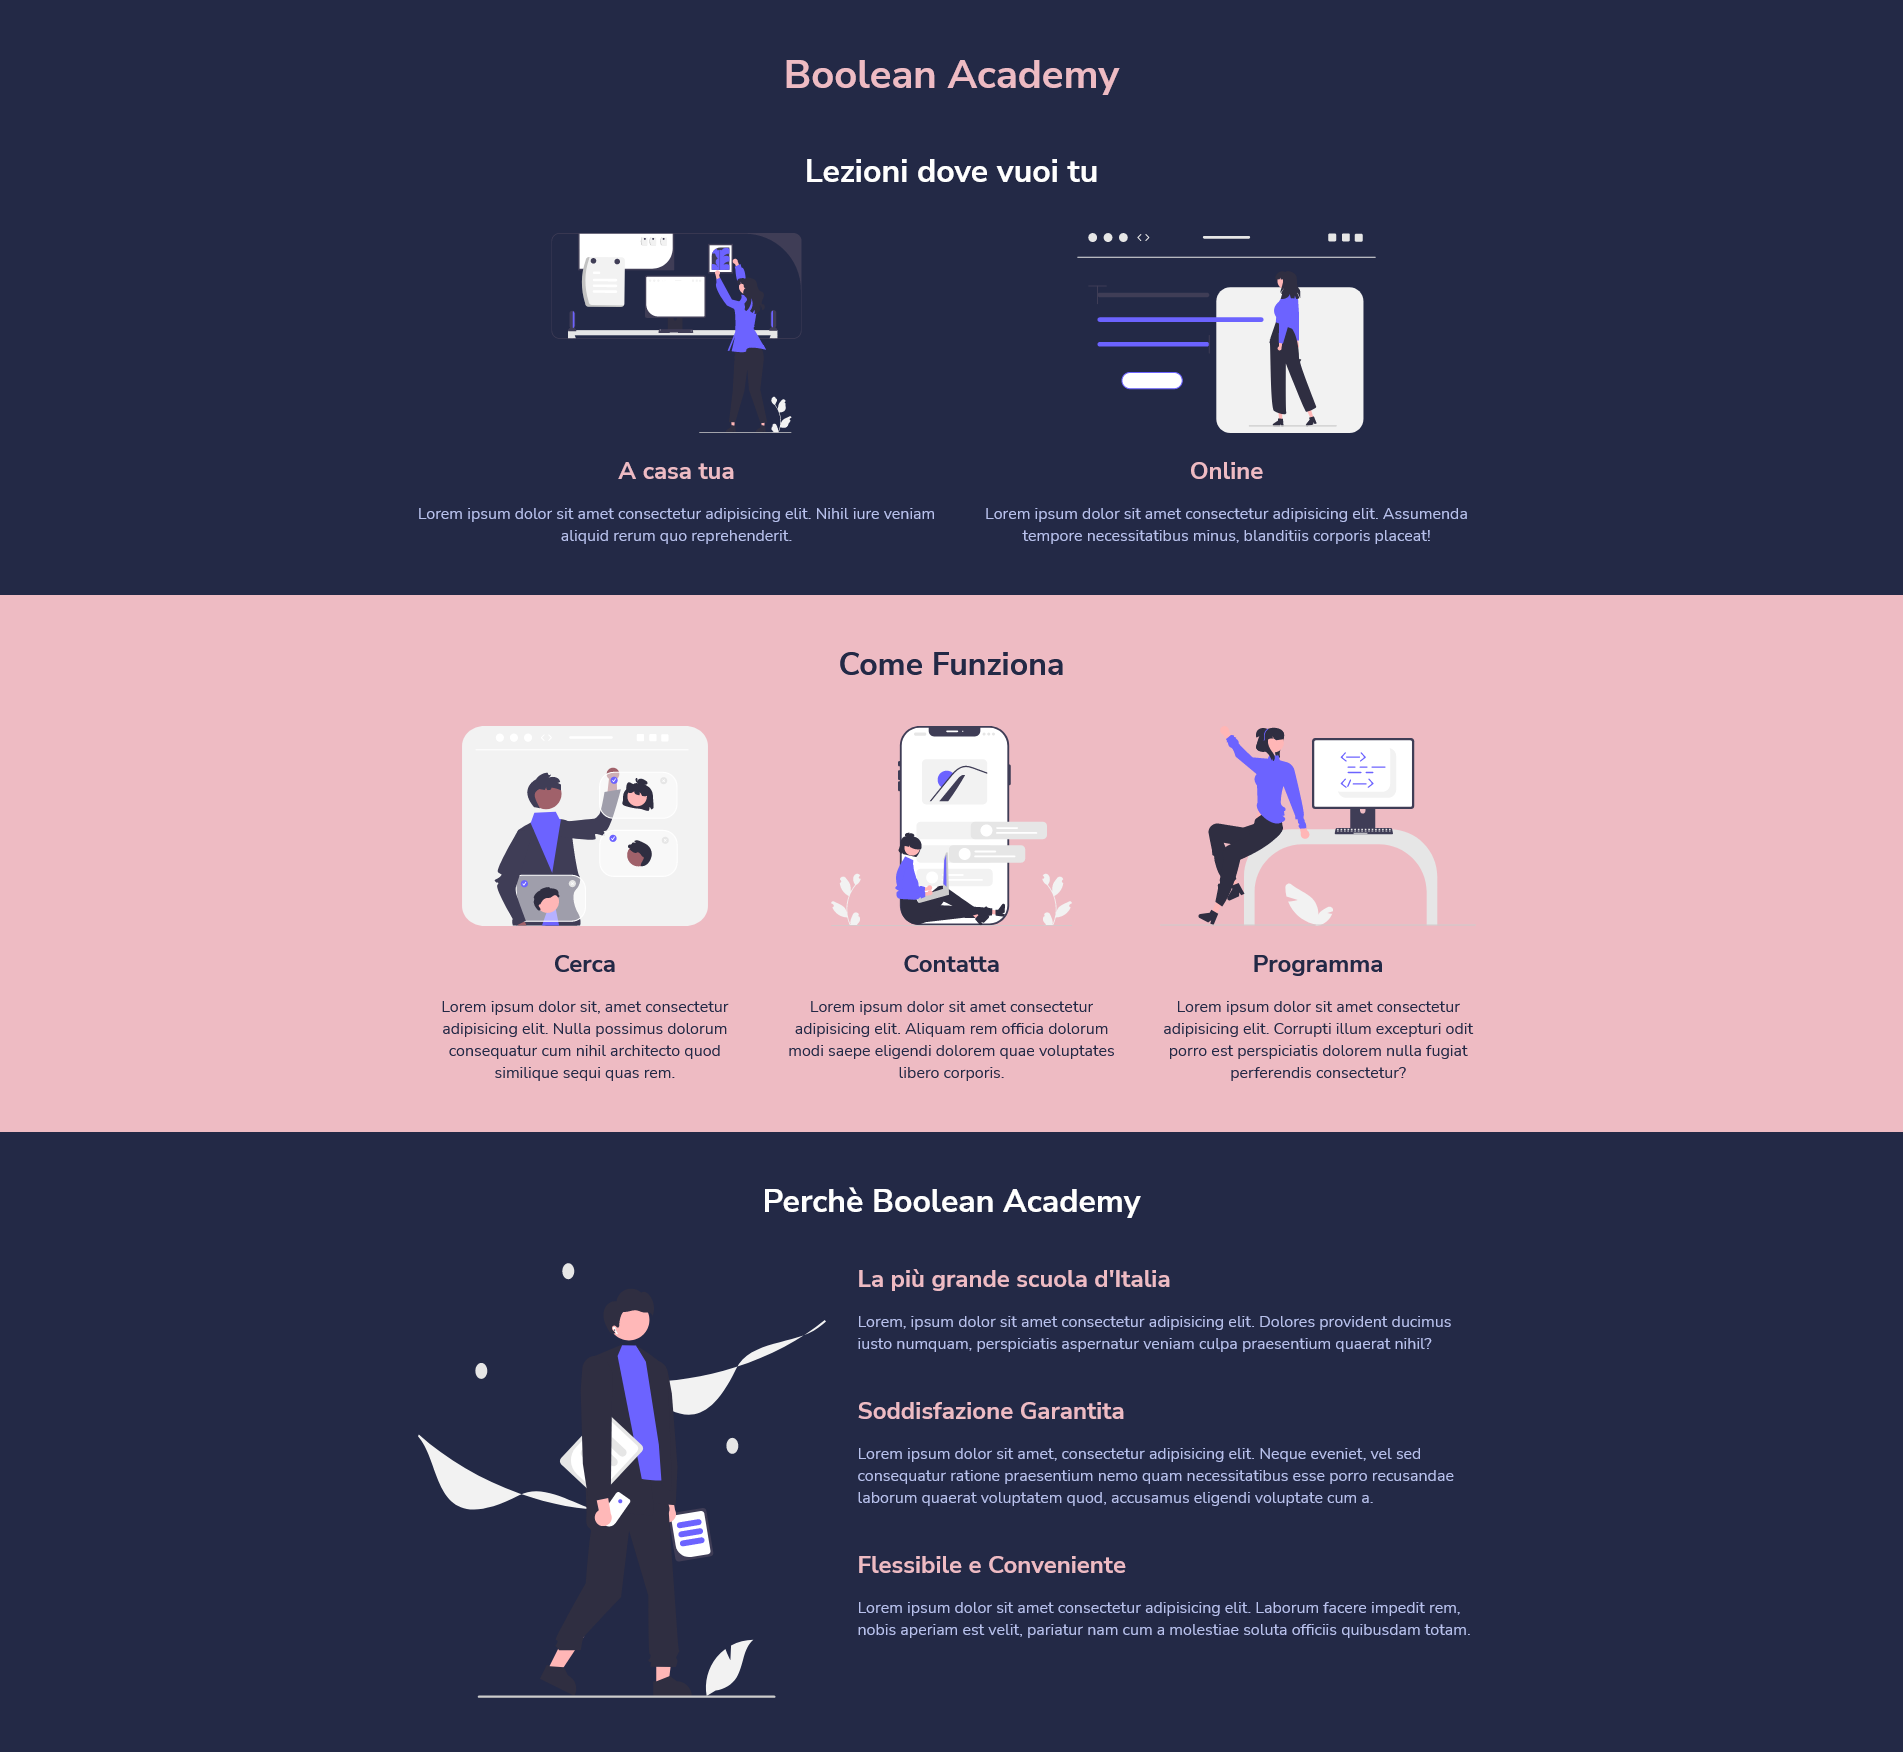 Boolean Academy
Lezioni dove vuoi tu
A casa tua
Lorem ipsum dolor sit amet consectetur adipisicing elit. Nihil iure veniam
aliquid rerum quo reprehenderit.
Online
Lorem ipsum dolor sit amet consectetur adipisicing elit. Assumenda
tempore necessitatibus minus, blanditiis corporis placeat!
Come Funziona
Cerca
Lorem ipsum dolor sit, amet consectetur
adipisicing elit. Nulla possimus dolorum
consequatur cum nihil architecto quod
similique sequi quas rem.
Contatta
Lorem ipsum dolor sit amet consectetur
adipisicing elit. Aliquam rem officia dolorum
modi saepe eligendi dolorem quae voluptates
libero corporis.
Programma
Lorem ipsum dolor sit amet consectetur
adipisicing elit. Corrupti illum excepturi odit
porro est perspiciatis dolorem nulla fugiat
perferendis consectetur?
Perchè Boolean Academy
La più grande scuola d'Italia
Lorem, ipsum dolor sit amet consectetur adipisicing elit. Dolores provident ducimus
iusto numquam, perspiciatis aspernatur veniam culpa praesentium quaerat nihil?
Soddisfazione Garantita
Lorem ipsum dolor sit amet, consectetur adipisicing elit. Neque eveniet, vel sed
consequatur ratione praesentium nemo quam necessitatibus esse porro recusandae
laborum quaerat voluptatem quod, accusamus eligendi voluptate cum a.
Flessibile e Conveniente
Lorem ipsum dolor sit amet consectetur adipisicing elit. Laborum facere impedit rem,
nobis aperiam est velit, pariatur nam cum a molestiae soluta officiis quibusdam totam.